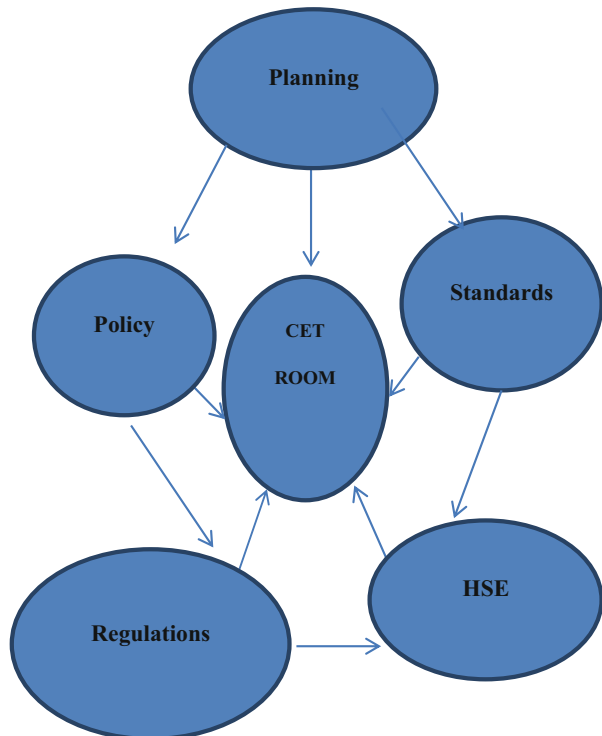 Planning
Standards
Policy
CET
ROOM
HSE
Regulations